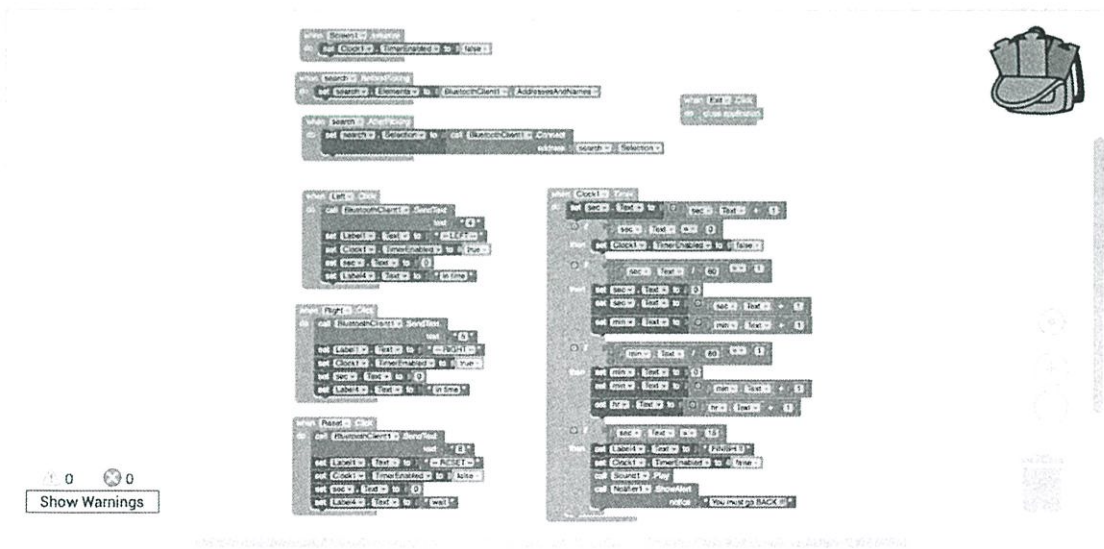 when Screen1 .Initialize
do set Clock1 . TimerEnabled to false
when search .BeforePicking
do set search . Elements to BluetoothClient1 . AddressesAndNames
when search .AfterPicking
do set search . Selection to call BluetoothClient1 .Connect
address search . Selection
when Exit .Click
do close application
when Left .Click
do call BluetoothClient1 .SendText
text " 4 "
set Label1 . Text to " --LEFT-- "
set Clock1 . TimerEnabled to true
set sec . Text to 0
set Label4 . Text to " in time "
when Right .Click
do call BluetoothClient1 .SendText
text
set Label1 . Text to " --RIGHT-- "
set Clock1 . TimerEnabled to true
set sec . Text to 0
set Label4 . Text to " in time "
when Reset .Click
do call BluetoothClient1 .SendText
text
set Label1 . Text to " -- RESET-- "
set Clock1 . TimerEnabled to false
set sec . Text to 0
set Label4 . Text to " wait "
when Clock1 .Timer
do set sec . Text to sec . Text + 1
if sec . Text = 0
then set Clock1 . TimerEnabled to false
if sec . Text / 60 = 1
then set sec . Text to 0
set sec . Text to sec . Text + 1
set min . Text to min . Text + 1
if min . Text / 60 = 1
then set min . Text to 0
set min . Text to min . Text + 1
set hr . Text to hr . Text + 1
if sec . Text = 15
then set Label4 . Text to " FINISH !! "
set Clock1 . TimerEnabled to false
call Sound1 .Play
call Notifier1 .ShowAlert
notice " You must go BACK !!! "
0 0
Show Warnings